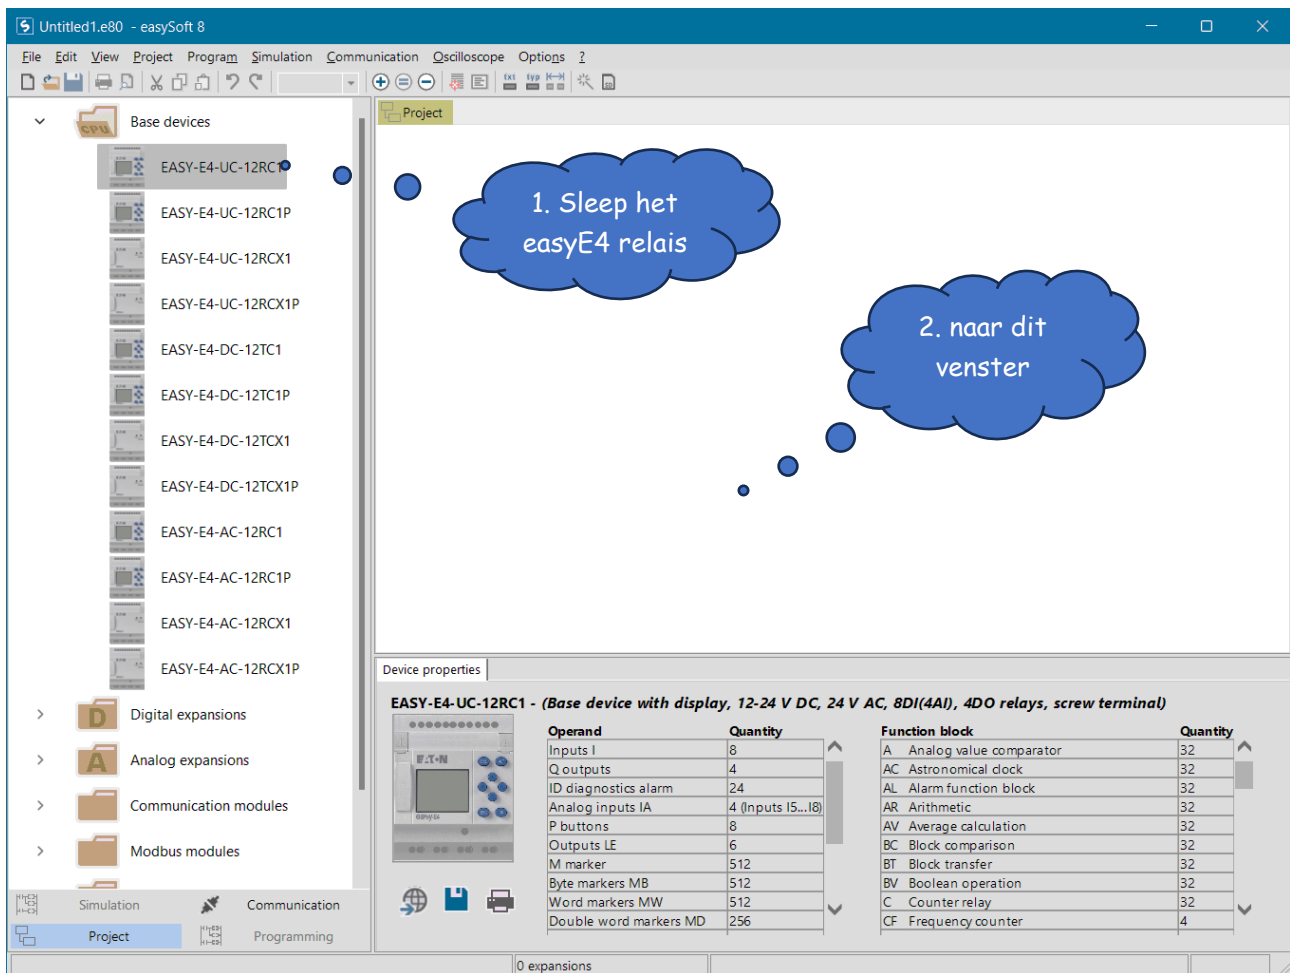 Untitled1.e80 - easySoft 8
File Edit View Project Program Simulation Communication Oscilloscope Options ?
Base devices
CPU
EASY-E4-UC-12RC1
EASY-E4-UC-12RC1P
EASY-E4-UC-12RCX1
EASY-E4-UC-12RCX1P
EASY-E4-DC-12TC1
EASY-E4-DC-12TC1P
EASY-E4-DC-12TCX1
EASY-E4-DC-12TCX1P
EASY-E4-AC-12RC1
EASY-E4-AC-12RC1P
EASY-E4-AC-12RCX1
EASY-E4-AC-12RCX1P
D Digital expansions
A Analog expansions
Communication modules
Modbus modules
Simulation Communication
Project Programming
Project
1. Sleep het
easyE4 relais
2. naar dit
venster
Device properties
EASY-E4-UC-12RC1 - (Base device with display, 12-24 V DC, 24 V AC, 8DI(4AI), 4DO relays, screw terminal)
Operand Quantity
Inputs I 8
Q outputs 4
ID diagnostics alarm 24
Analog inputs IA 4 (Inputs I5...I8)
P buttons 8
Outputs LE 6
M marker 512
Byte markers MB 512
Word markers MW 512
Double word markers MD 256
Function block Quantity
A Analog value comparator 32
AC Astronomical clock 32
AL Alarm function block 32
AR Arithmetic 32
AV Average calculation 32
BC Block comparison 32
BT Block transfer 32
BV Boolean operation 32
C Counter relay 32
CF Frequency counter 4
0 expansions